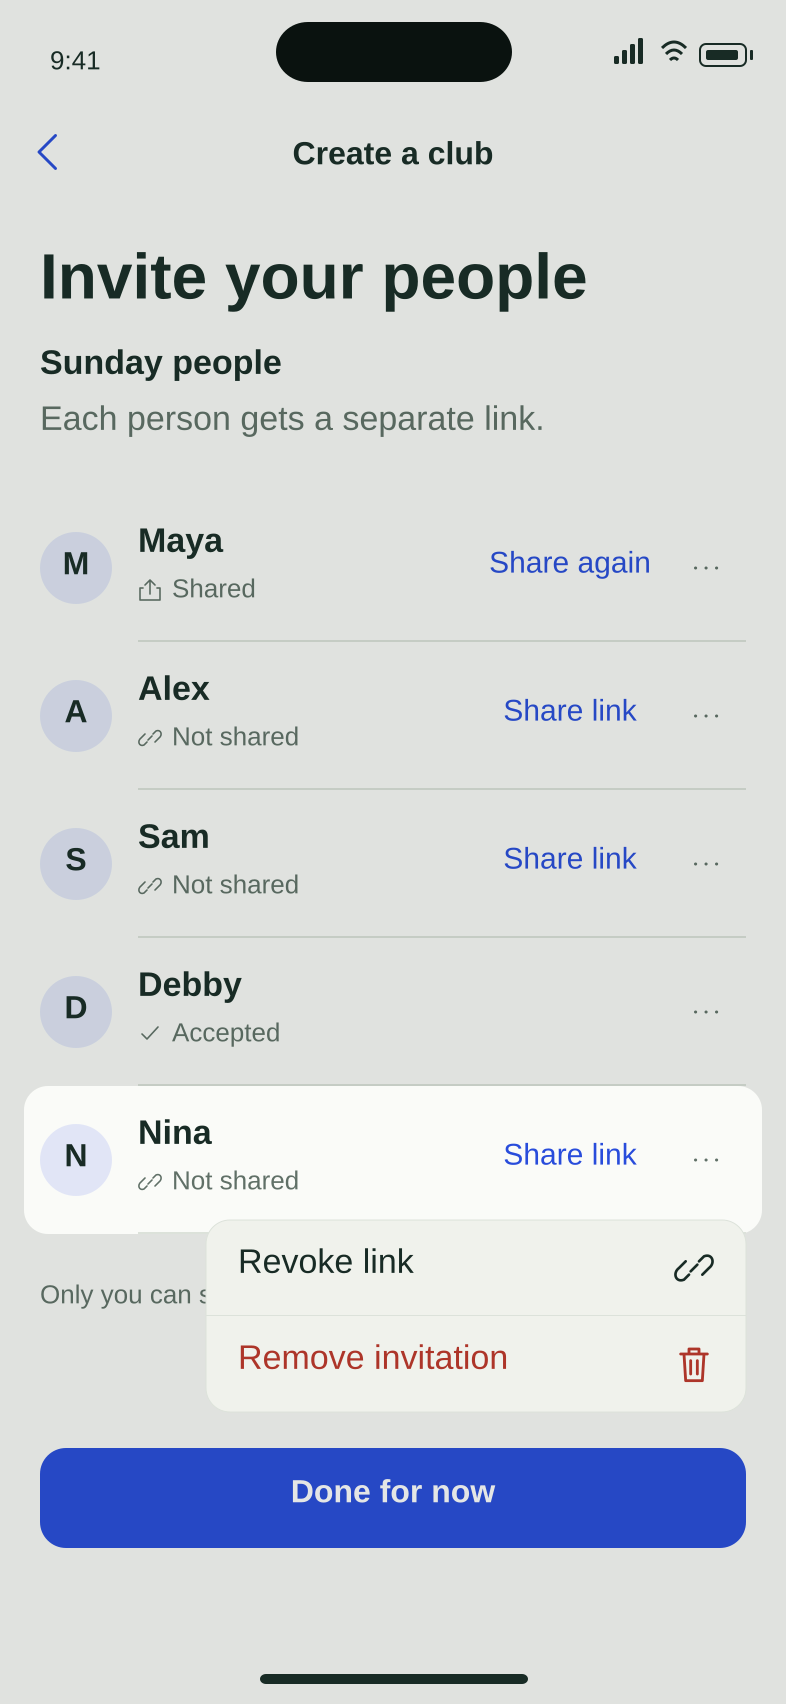 9:41
Create a club
Invite your people
Sunday people
Each person gets a separate link.
M
Maya
Shared
Share again
...
A
Alex
Not shared
Share link
...
S
Sam
Not shared
Share link
...
D
Debby
Accepted
...
N
Nina
Not shared
Share link
...
Only you can
Revoke link
Remove invitation
Done for now